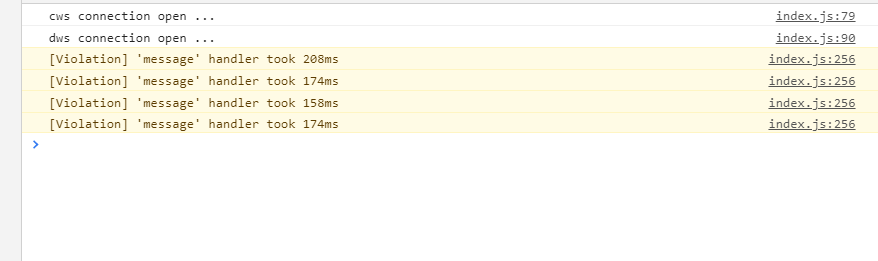 cws connection open ... index.js:79
dws connection open ... index.js:90
[Violation] 'message' handler took 208ms index.js:256
[Violation] 'message' handler took 174ms index.js:256
[Violation] 'message' handler took 158ms index.js:256
[Violation] 'message' handler took 174ms index.js:256